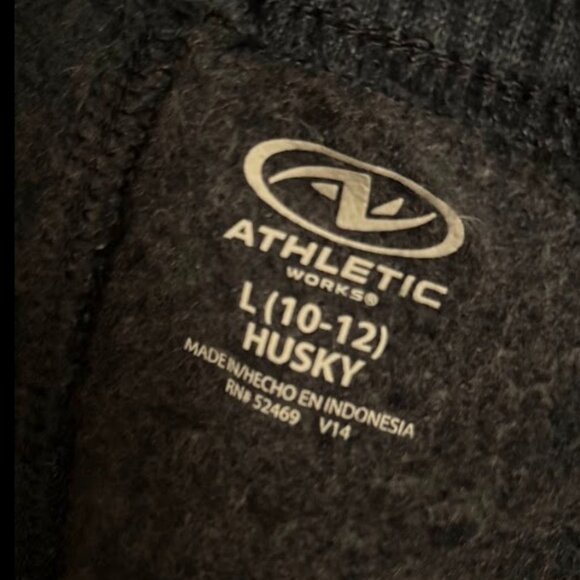 ATHLETIC
WORKS®
L (10-12)
HUSKY
MADE IN/HECHO EN INDONESIA
RN# 52469 V14